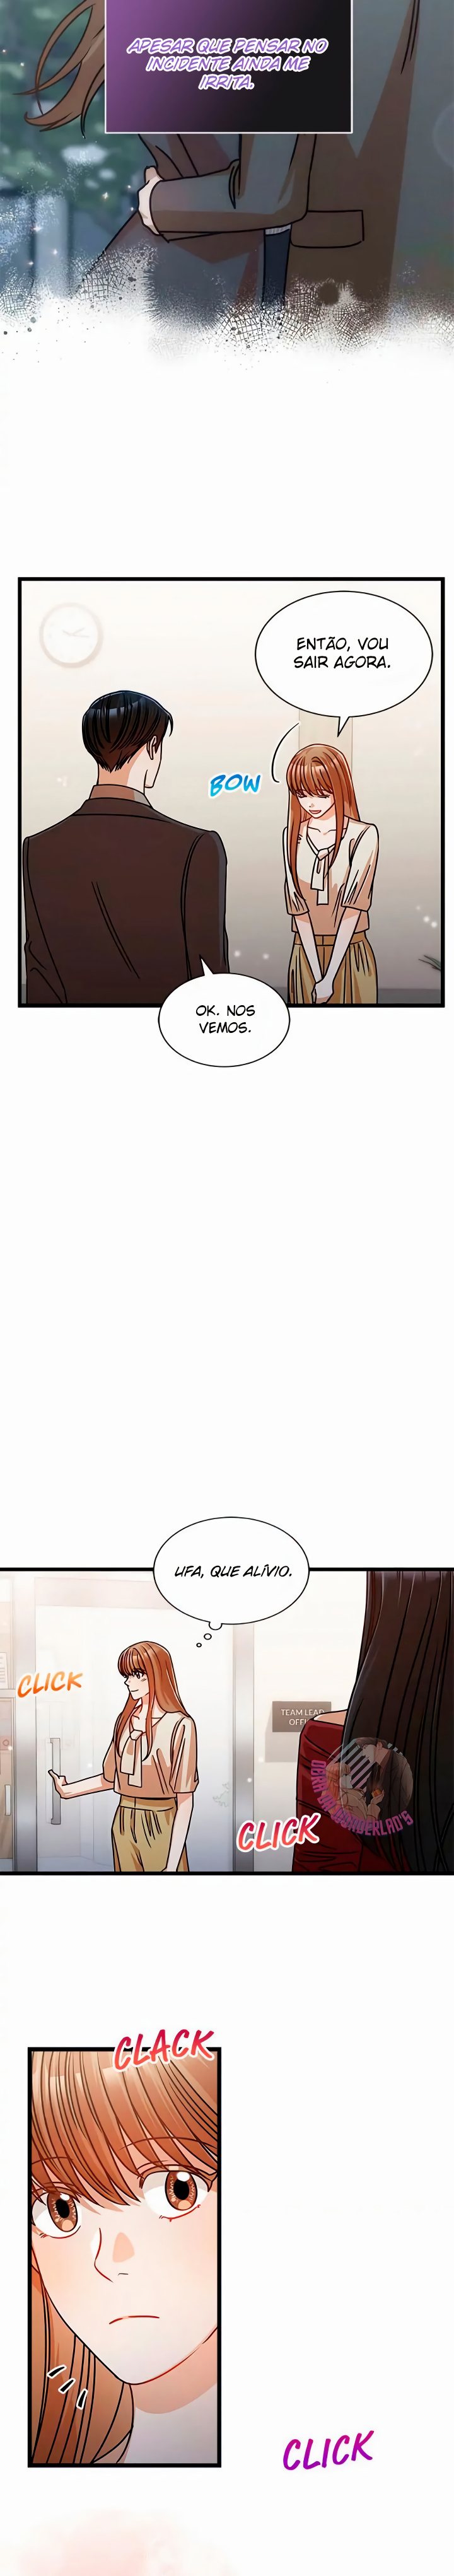 APESAR QUE PENSAR NO
INCIDENTE AINDA ME
IRRITA.
ENTÃO, VOU
SAIR AGORA.
BOW
OK. NOS
VEMOS.
UFA, QUE ALÍVIO.
CLICK
TEAM LEAD
CLICK
CLACK
CLICK